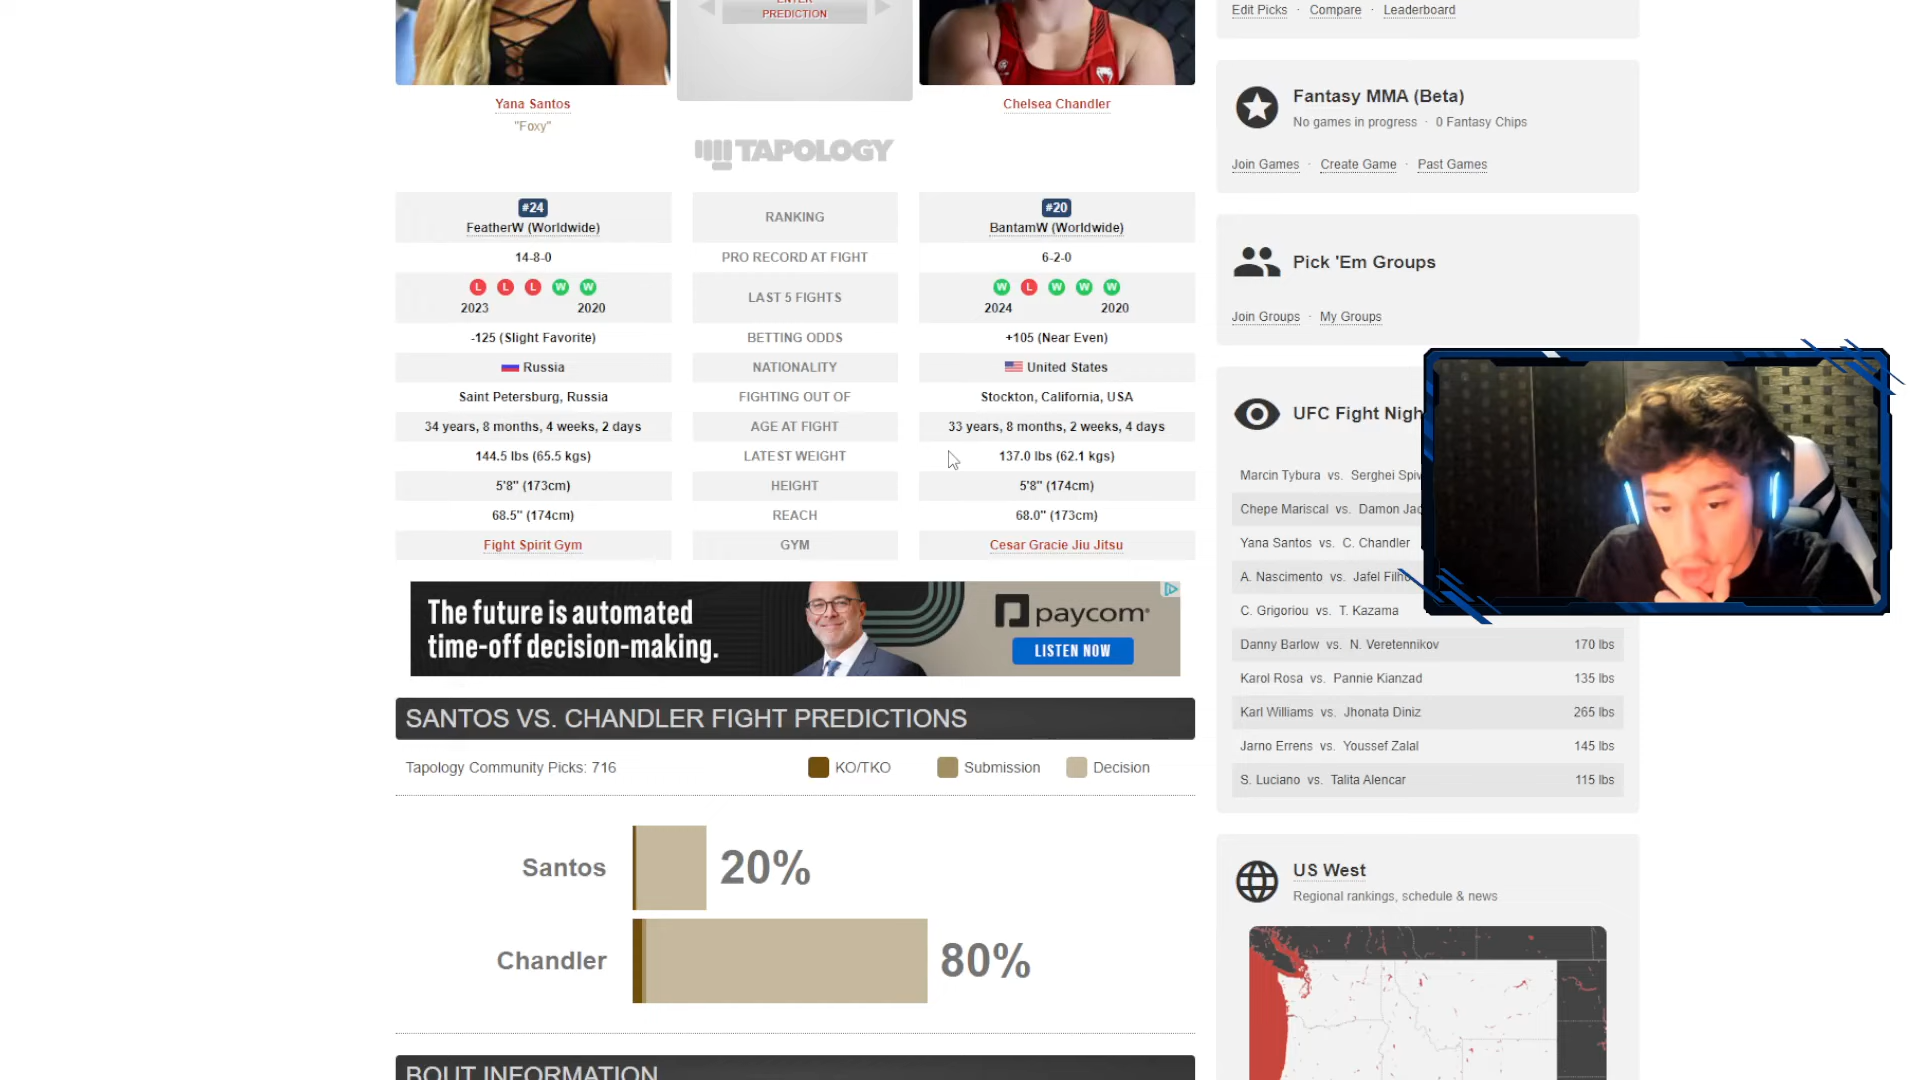 ENTER
PREDICTION
Yana Santos
"Foxy"
Chelsea Chandler
TAPOLOGY
#24
FeatherW (Worldwide)
RANKING
#20
BantamW (Worldwide)
14-8-0
PRO RECORD AT FIGHT
6-2-0
L L L W W
2023 2020
LAST 5 FIGHTS
W L W W W
2024 2020
-125 (Slight Favorite)
BETTING ODDS
+105 (Near Even)
Russia
NATIONALITY
United States
Saint Petersburg, Russia
FIGHTING OUT OF
Stockton, California, USA
34 years, 8 months, 4 weeks, 2 days
AGE AT FIGHT
33 years, 8 months, 2 weeks, 4 days
144.5 lbs (65.5 kgs)
LATEST WEIGHT
137.0 lbs (62.1 kgs)
5'8" (173cm)
HEIGHT
5'8" (174cm)
68.5" (174cm)
REACH
68.0" (173cm)
Fight Spirit Gym
GYM
Cesar Gracie Jiu Jitsu
The future is automated
time-off decision-making.
paycom
LISTEN NOW
SANTOS VS. CHANDLER FIGHT PREDICTIONS
Tapology Community Picks: 716
KO/TKO
Submission
Decision
Santos 20%
Chandler 80%
BOUT INFORMATION
Edit Picks · Compare · Leaderboard
Fantasy MMA (Beta)
No games in progress · 0 Fantasy Chips
Join Games · Create Game · Past Games
Pick 'Em Groups
Join Groups · My Groups
UFC Fight Nigh
Marcin Tybura vs. Serghei Spiv
Chepe Mariscal vs. Damon Jac
Yana Santos vs. C. Chandler
A. Nascimento vs. Jafel Filho
C. Grigoriou vs. T. Kazama
Danny Barlow vs. N. Veretennikov 170 lbs
Karol Rosa vs. Pannie Kianzad 135 lbs
Karl Williams vs. Jhonata Diniz 265 lbs
Jarno Errens vs. Youssef Zalal 145 lbs
S. Luciano vs. Talita Alencar 115 lbs
US West
Regional rankings, schedule & news